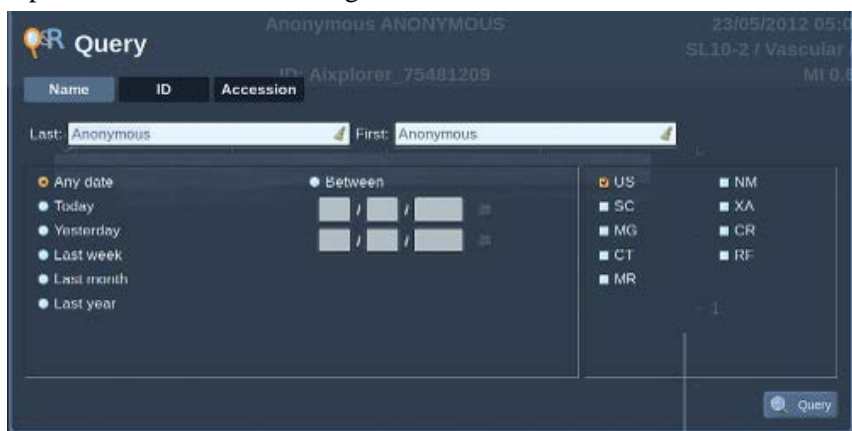 Anonymous ANONYMOUS 23/05/2012 05:0
Query SL10-2 / Vascular
ID: Aixplorer_75481209 MI 0.
Name ID Accession
Last: Anonymous First: Anonymous
Any date Between US NM
Today / / SC XA
Yesterday / / MG CR
Last week CT RF
Last month MR
Last year
- 1
Query